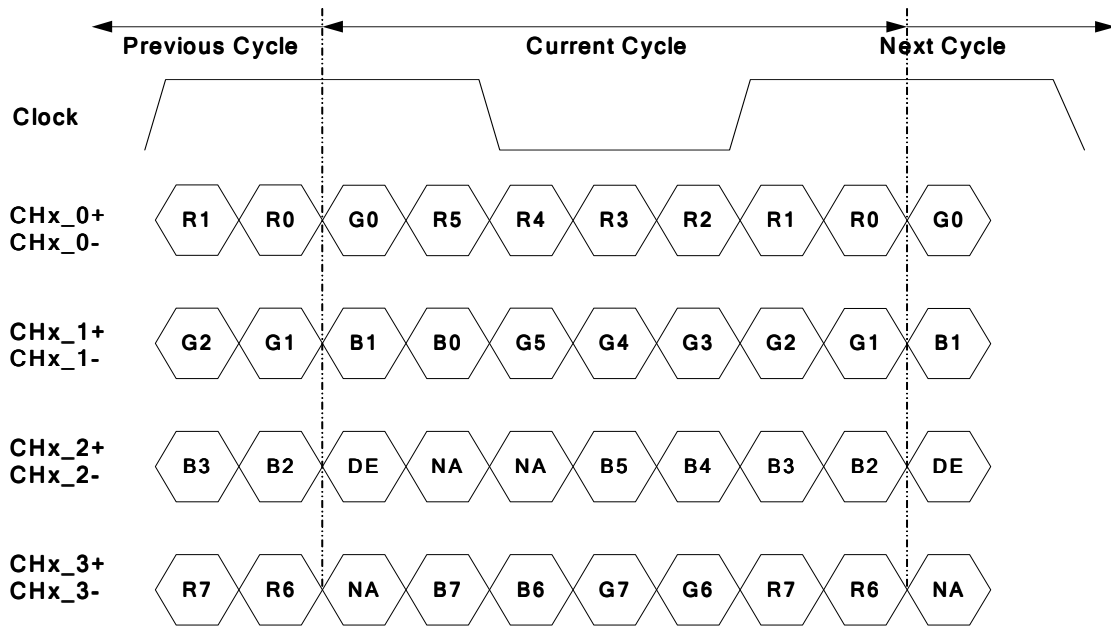 Previous Cycle Current Cycle Next Cycle
Clock
CHx_0+
CHx_0-
R1 R0 G0 R5 R4 R3 R2 R1 R0 G0
CHx_1+
CHx_1-
G2 G1 B1 B0 G5 G4 G3 G2 G1 B1
CHx_2+
CHx_2-
B3 B2 DE NA NA B5 B4 B3 B2 DE
CHx_3+
CHx_3-
R7 R6 NA B7 B6 G7 G6 R7 R6 NA